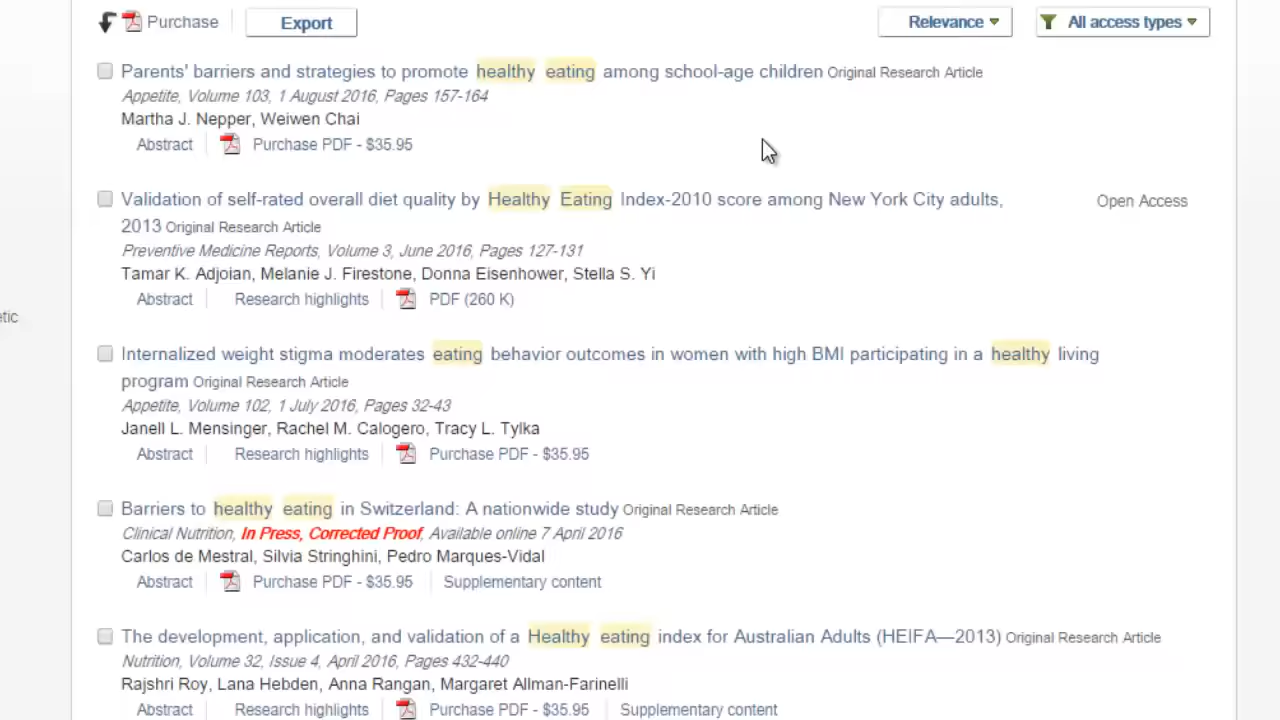 Purchase Export Relevance All access types
Parents' barriers and strategies to promote healthy eating among school-age children Original Research Article
Appetite, Volume 103, 1 August 2016, Pages 157-164
Martha J. Nepper, Weiwen Chai
Abstract Purchase PDF - $35.95
Validation of self-rated overall diet quality by Healthy Eating Index-2010 score among New York City adults, Open Access
2013 Original Research Article
Preventive Medicine Reports, Volume 3, June 2016, Pages 127-131
Tamar K. Adjoian, Melanie J. Firestone, Donna Eisenhower, Stella S. Yi
Abstract Research highlights PDF (260 K)
etic
Internalized weight stigma moderates eating behavior outcomes in women with high BMI participating in a healthy living
program Original Research Article
Appetite, Volume 102, 1 July 2016, Pages 32-43
Janell L. Mensinger, Rachel M. Calogero, Tracy L. Tylka
Abstract Research highlights Purchase PDF - $35.95
Barriers to healthy eating in Switzerland: A nationwide study Original Research Article
Clinical Nutrition, In Press, Corrected Proof, Available online 7 April 2016
Carlos de Mestral, Silvia Stringhini, Pedro Marques-Vidal
Abstract Purchase PDF - $35.95 Supplementary content
The development, application, and validation of a Healthy eating index for Australian Adults (HEIFA—2013) Original Research Article
Nutrition, Volume 32, Issue 4, April 2016, Pages 432-440
Rajshri Roy, Lana Hebden, Anna Rangan, Margaret Allman-Farinelli
Abstract Research highlights Purchase PDF - $35.95 Supplementary content